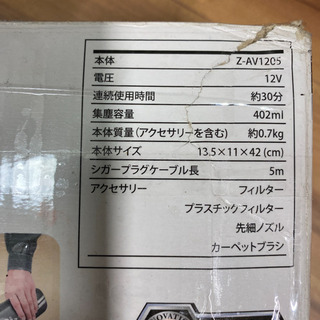 本体 Z-AV1205
電圧 12V
連続使用時間 約30分
集塵容量 402ml
本体質量(アクセサリーを含む) 約0.7kg
本体サイズ 13.5×11×42(cm)
シガープラグケーブル長 5m
アクセサリー フィルター
プラスチックフィルター
先細ノズル
カーペットブラシ